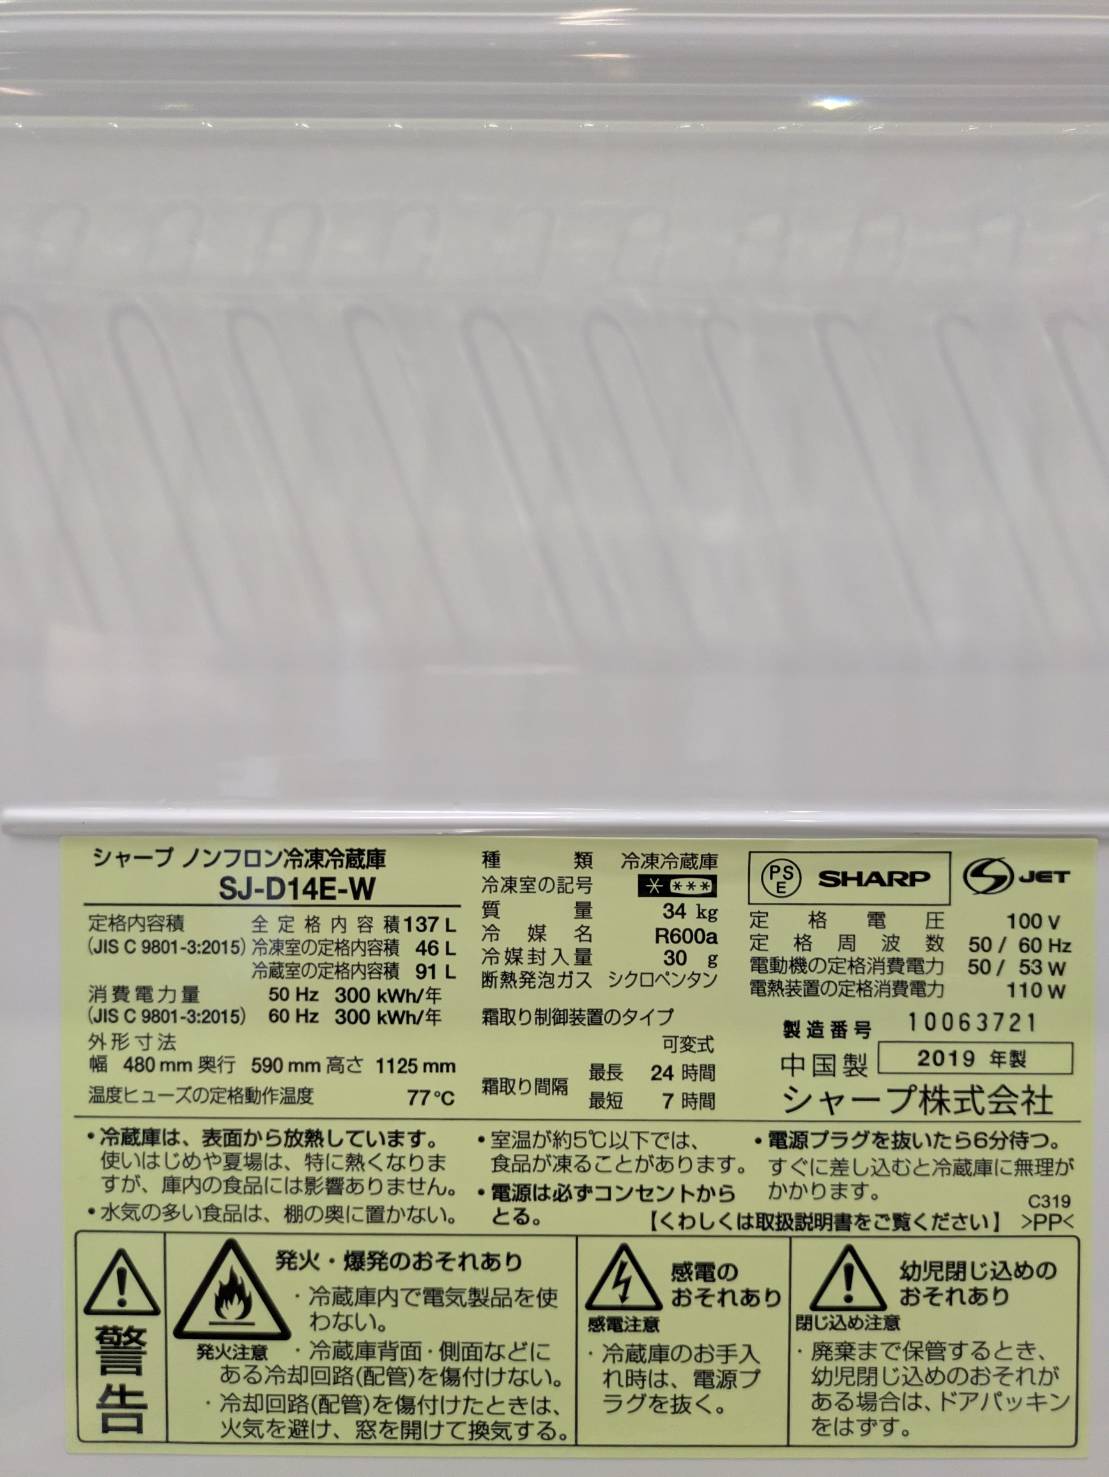 シャープ ノンフロン冷凍冷蔵庫
SJ-D14E-W
定格内容積 全定格内容積 137 L
(JIS C 9801-3:2015) 冷凍室の定格内容積 46 L
冷蔵室の定格内容積 91 L
消費電力量 50 Hz 300 kWh/年
(JIS C 9801-3:2015) 60 Hz 300 kWh/年
外形寸法
幅 480 mm 奥行 590 mm 高さ 1125 mm
温度ヒューズの定格動作温度 77℃
種類 冷凍冷蔵庫
冷凍室の記号 * ***
質量 34 kg
冷媒名 R600a
冷媒封入量 30 g
断熱発泡ガス シクロペンタン
霜取り制御装置のタイプ
可変式
霜取り間隔 最長 24 時間
最短 7 時間
PSE SHARP S JET
定格電圧 100 V
定格周波数 50 / 60 Hz
電動機の定格消費電力 50 / 53 W
電熱装置の定格消費電力 110 W
製造番号 10063721
中国製 2019 年製
シャープ株式会社
・冷蔵庫は、表面から放熱しています。
使いはじめや夏場は、特に熱くなりま
すが、庫内の食品には影響ありません。
・水気の多い食品は、棚の奥に置かない。
・室温が約5℃以下では、
食品が凍ることがあります。
・電源は必ずコンセントから
とる。
・電源プラグを抜いたら6分待つ。
すぐに差し込むと冷蔵庫に無理が
かかります。
C319
【くわしくは取扱説明書をご覧ください】 >PP<
警告
発火・爆発のおそれあり
発火注意
・冷蔵庫内で電気製品を使
わない。
・冷蔵庫背面・側面などに
ある冷却回路(配管)を傷付けない。
・冷却回路(配管)を傷付けたときは、
火気を避け、窓を開けて換気する。
感電の
おそれあり
感電注意
・冷蔵庫のお手入
れ時は、電源プ
ラグを抜く。
幼児閉じ込めの
おそれあり
閉じ込め注意
・廃棄まで保管するとき、
幼児閉じ込めのおそれが
ある場合は、ドアパッキン
をはずす。